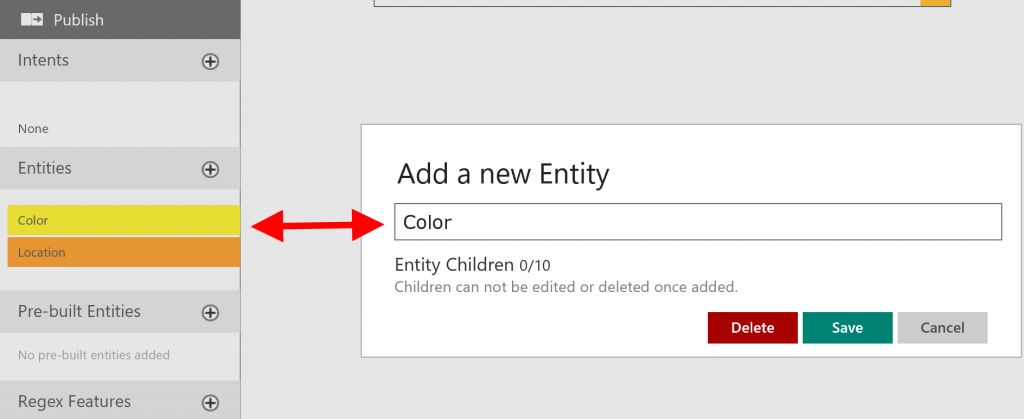 Publish
Intents
None
Entities
Color
Location
Pre-built Entities
No pre-built entities added
Regex Features
Add a new Entity
Color
Entity Children 0/10
Children can not be edited or deleted once added.
Delete Save Cancel